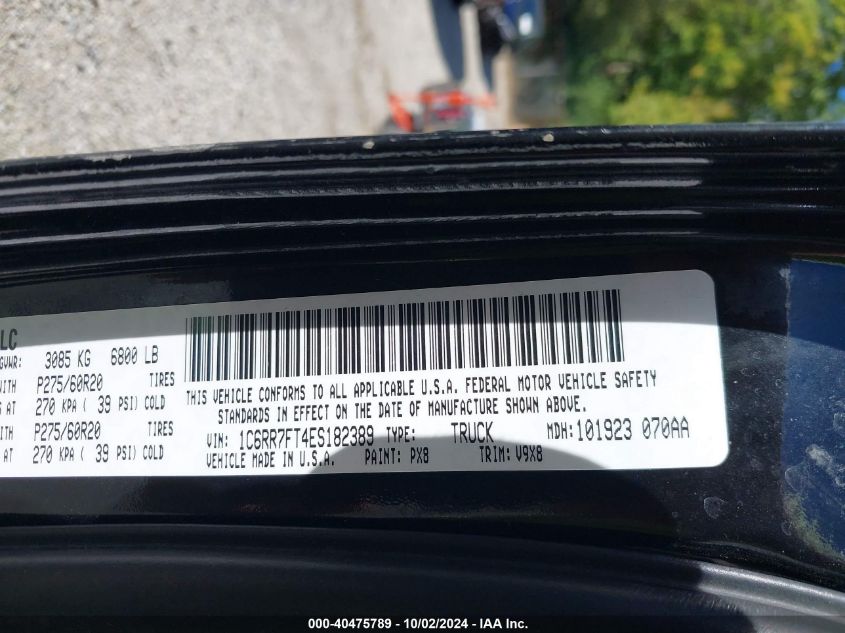 LC
GVWR: 3085 KG 6800 LB
WITH P275/60R20 TIRES
S AT 270 KPA ( 39 PSI) COLD
WITH P275/60R20 TIRES
AT 270 KPA ( 39 PSI) COLD
THIS VEHICLE CONFORMS TO ALL APPLICABLE U.S.A. FEDERAL MOTOR VEHICLE SAFETY
STANDARDS IN EFFECT ON THE DATE OF MANUFACTURE SHOWN ABOVE.
VIN: 1C6RR7FT4ES182389 TYPE: TRUCK MDH:101923 070AA
VEHICLE MADE IN U.S.A. PAINT: PX8 TRIM: V9X8
000-40475789 - 10/02/2024 - IAA Inc.